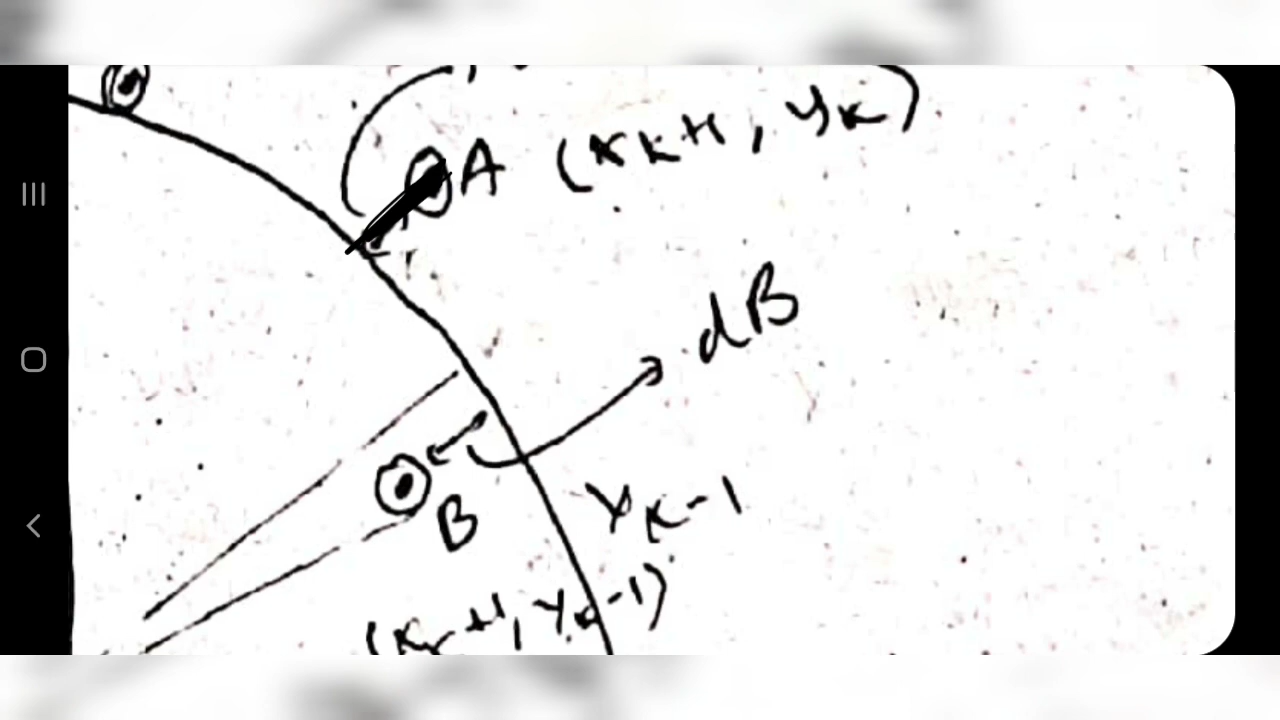 A (xk+1, yk)
dB
yk-1
B
(xk+1, yk-1)